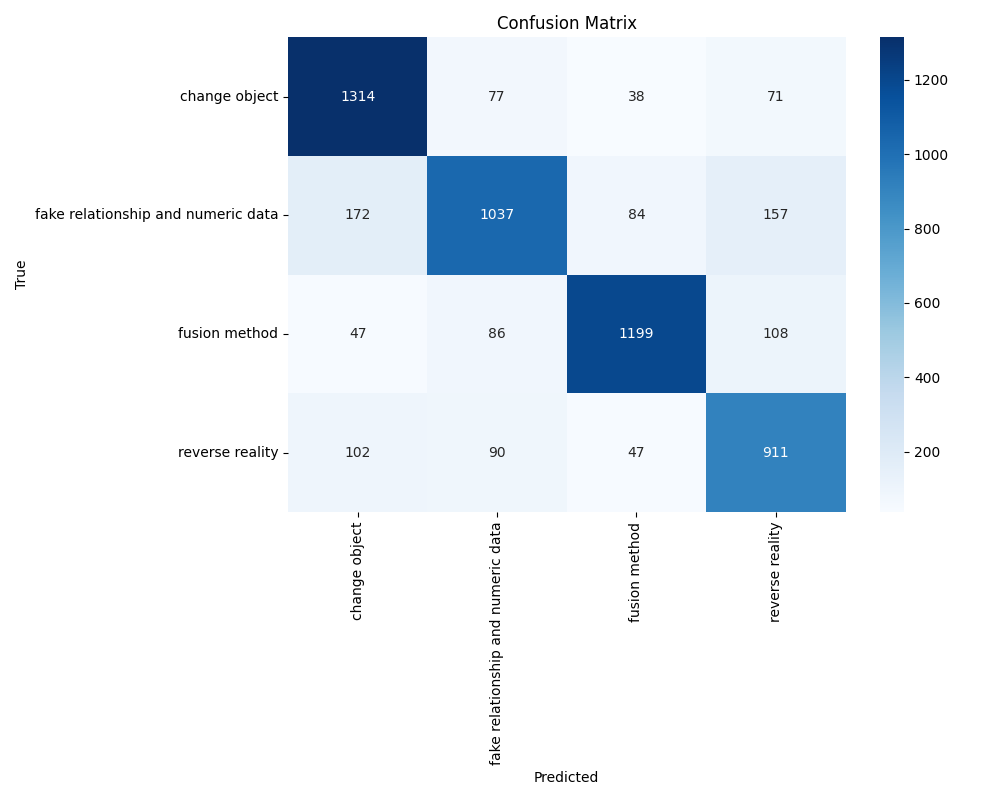 Confusion Matrix
change object
1314 77 38 71
fake relationship and numeric data
172 1037 84 157
fusion method
47 86 1199 108
reverse reality
102 90 47 911
True
change object
fake relationship and numeric data
fusion method
reverse reality
Predicted
1200
1000
800
600
400
200